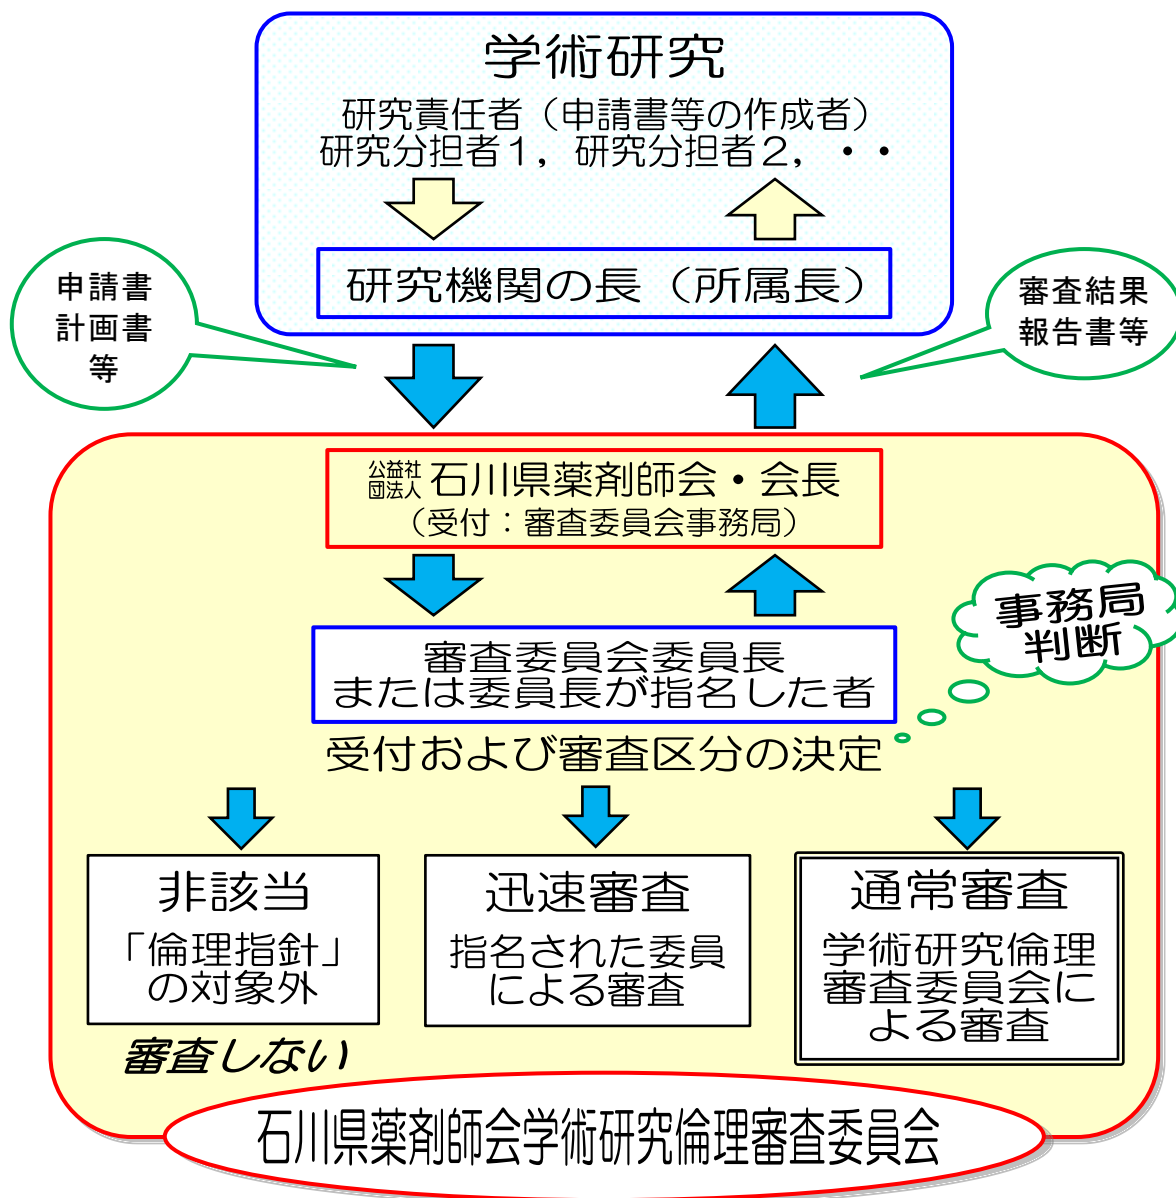 学術研究
研究責任者（申請書等の作成者）
研究分担者１，研究分担者２，・・
研究機関の長（所属長）
申請書
計画書
等
審査結果
報告書等
公益社団法人 石川県薬剤師会・会長
（受付：審査委員会事務局）
審査委員会委員長
または委員長が指名した者
事務局
判断
受付および審査区分の決定
非該当
「倫理指針」
の対象外
審査しない
迅速審査
指名された委員
による審査
通常審査
学術研究倫理
審査委員会に
よる審査
石川県薬剤師会学術研究倫理審査委員会